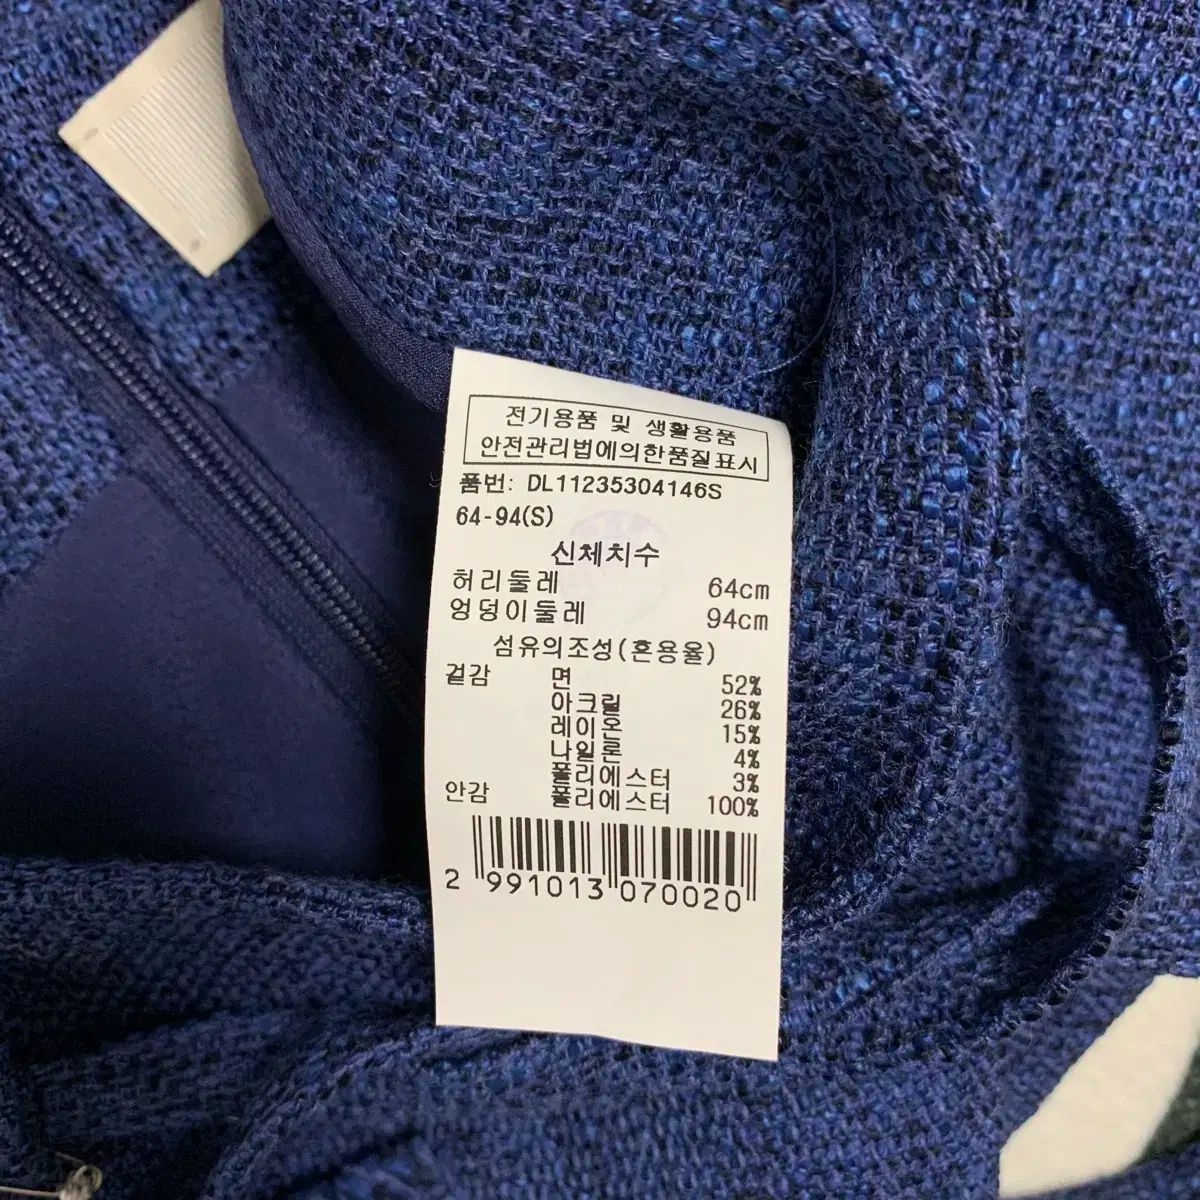 전기용품 및 생활용품
안전관리법에의한품질표시
품번: DL11235304146S
64-94(S)
신체치수
허리둘레 64cm
엉덩이둘레 94cm
섬유의조성(혼용율)
겉감 면 52%
아크릴 26%
레이온 15%
나일론 4%
폴리에스터 3%
안감 폴리에스터 100%
2 991013 070020